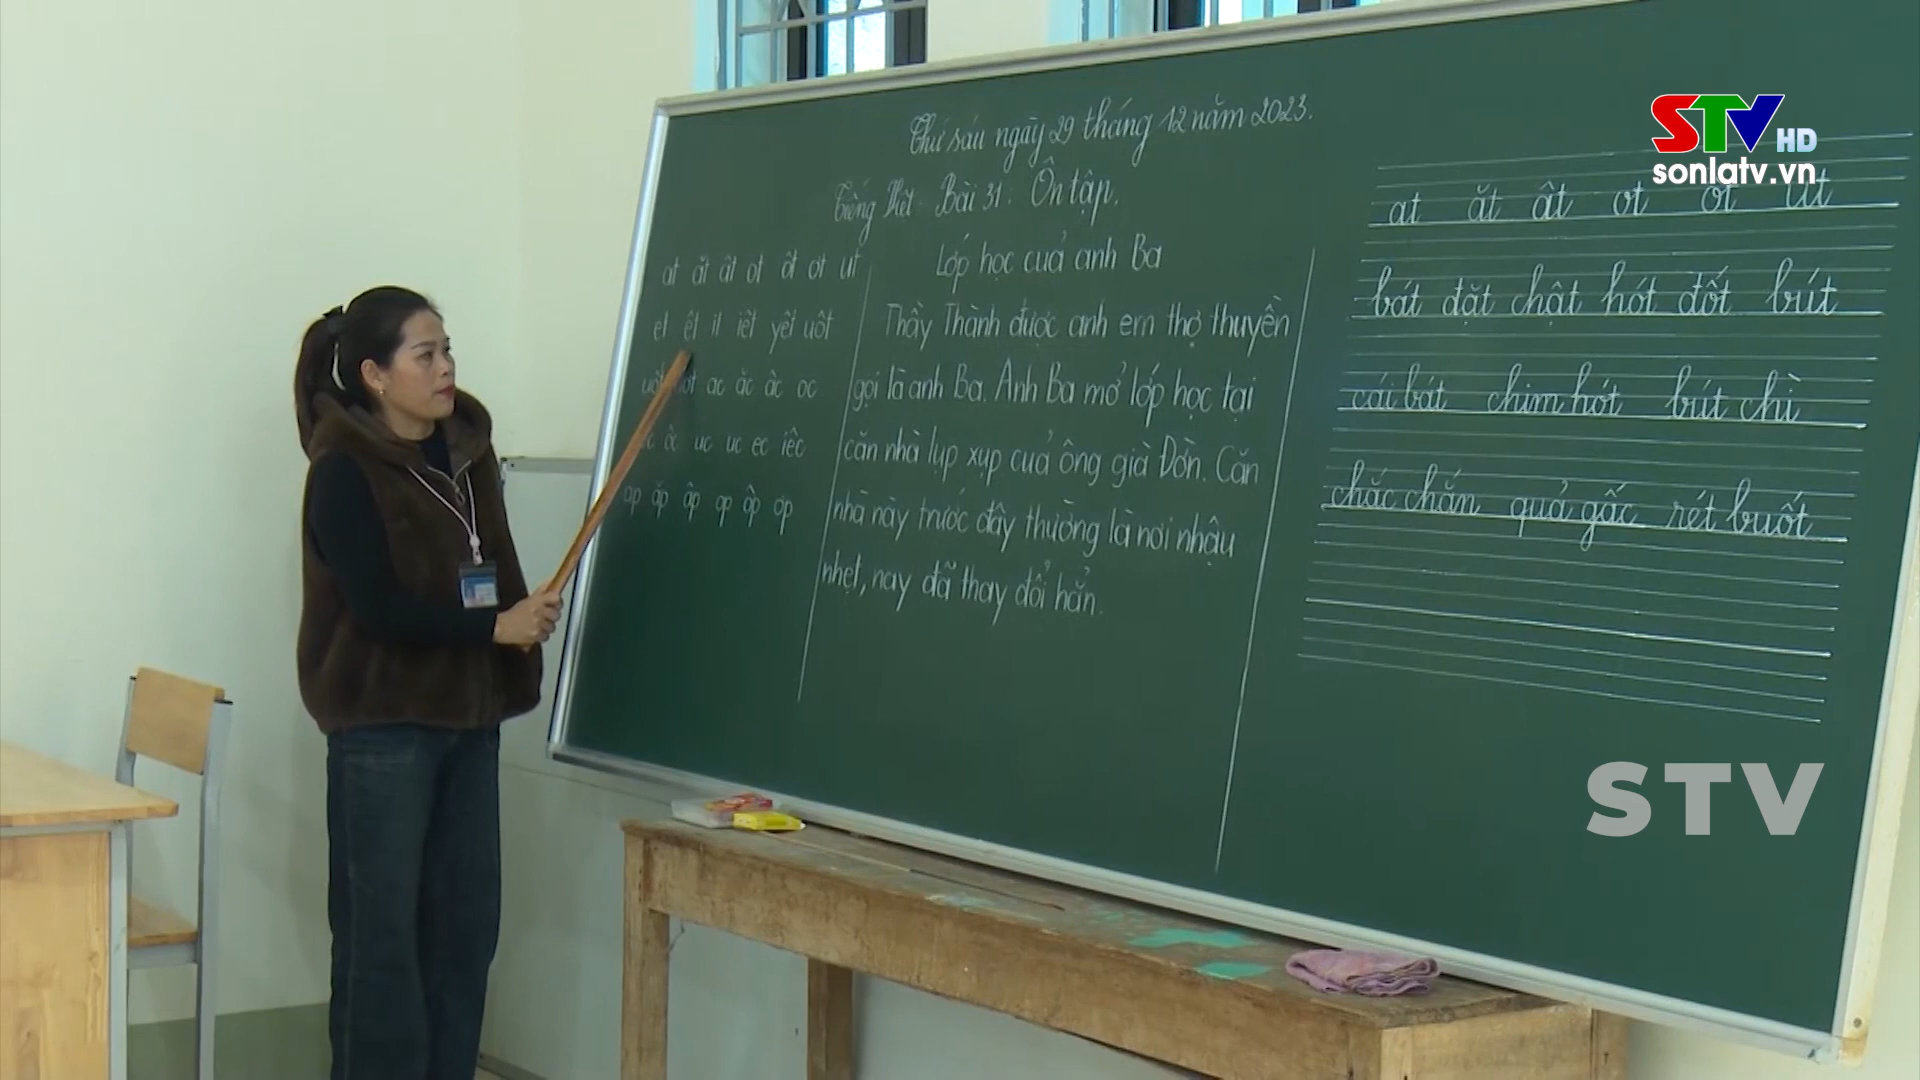 Thứ sáu ngày 29 tháng 12 năm 2023.
Tiếng Việt - Bài 31: Ôn tập.
at ăt ât ot ôt ơt ut
et êt it iêt yêt uôt
ac ăc âc oc
ôc uc ưc ec iêc
ap ăp âp op ôp ơp
Lớp học của anh Ba
Thầy Thành được anh em thợ thuyền
gọi là anh Ba. Anh Ba mở lớp học tại
căn nhà lụp xụp của ông già Đờn. Căn
nhà này trước đây thường là nơi nhậu
nhẹt, nay đã thay đổi hẳn.
at ăt ât ot ôt ut
bát đặt chật hót đốt bút
cái bát chim hót bút chì
chắc chắn quả gấc rét buốt
STV HD
sonlatv.vn
STV